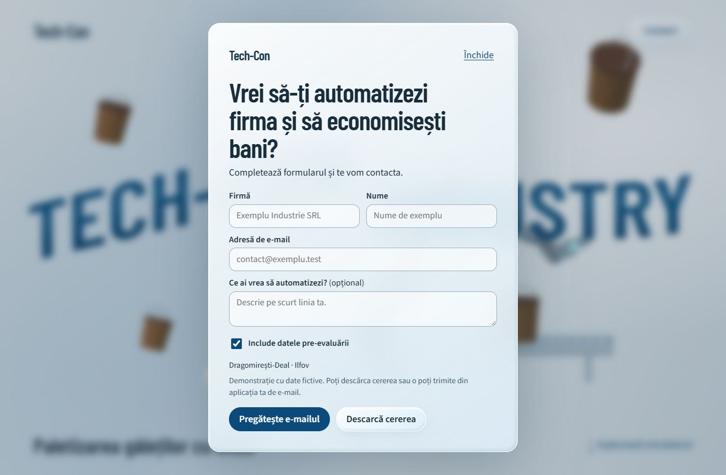 Tech-Con
Tech-Con
Închide
Vrei să-ți automatizezi
firma și să economisești
bani?
Completează formularul și te vom contacta.
Firmă
Nume
Exemplu Industrie SRL
Nume de exemplu
Adresă de e-mail
contact@exemplu.test
Ce ai vrea să automatizezi? (opțional)
Descrie pe scurt linia ta.
Include datele pre-evaluării
Dragomirești-Deal · Ilfov
Demonstrație cu date fictive. Poți descărca cererea sau o poți trimite din
aplicația ta de e-mail.
Pregătește e-mailul
Descarcă cererea
TECH-
USTRY
Paletizarea găleților